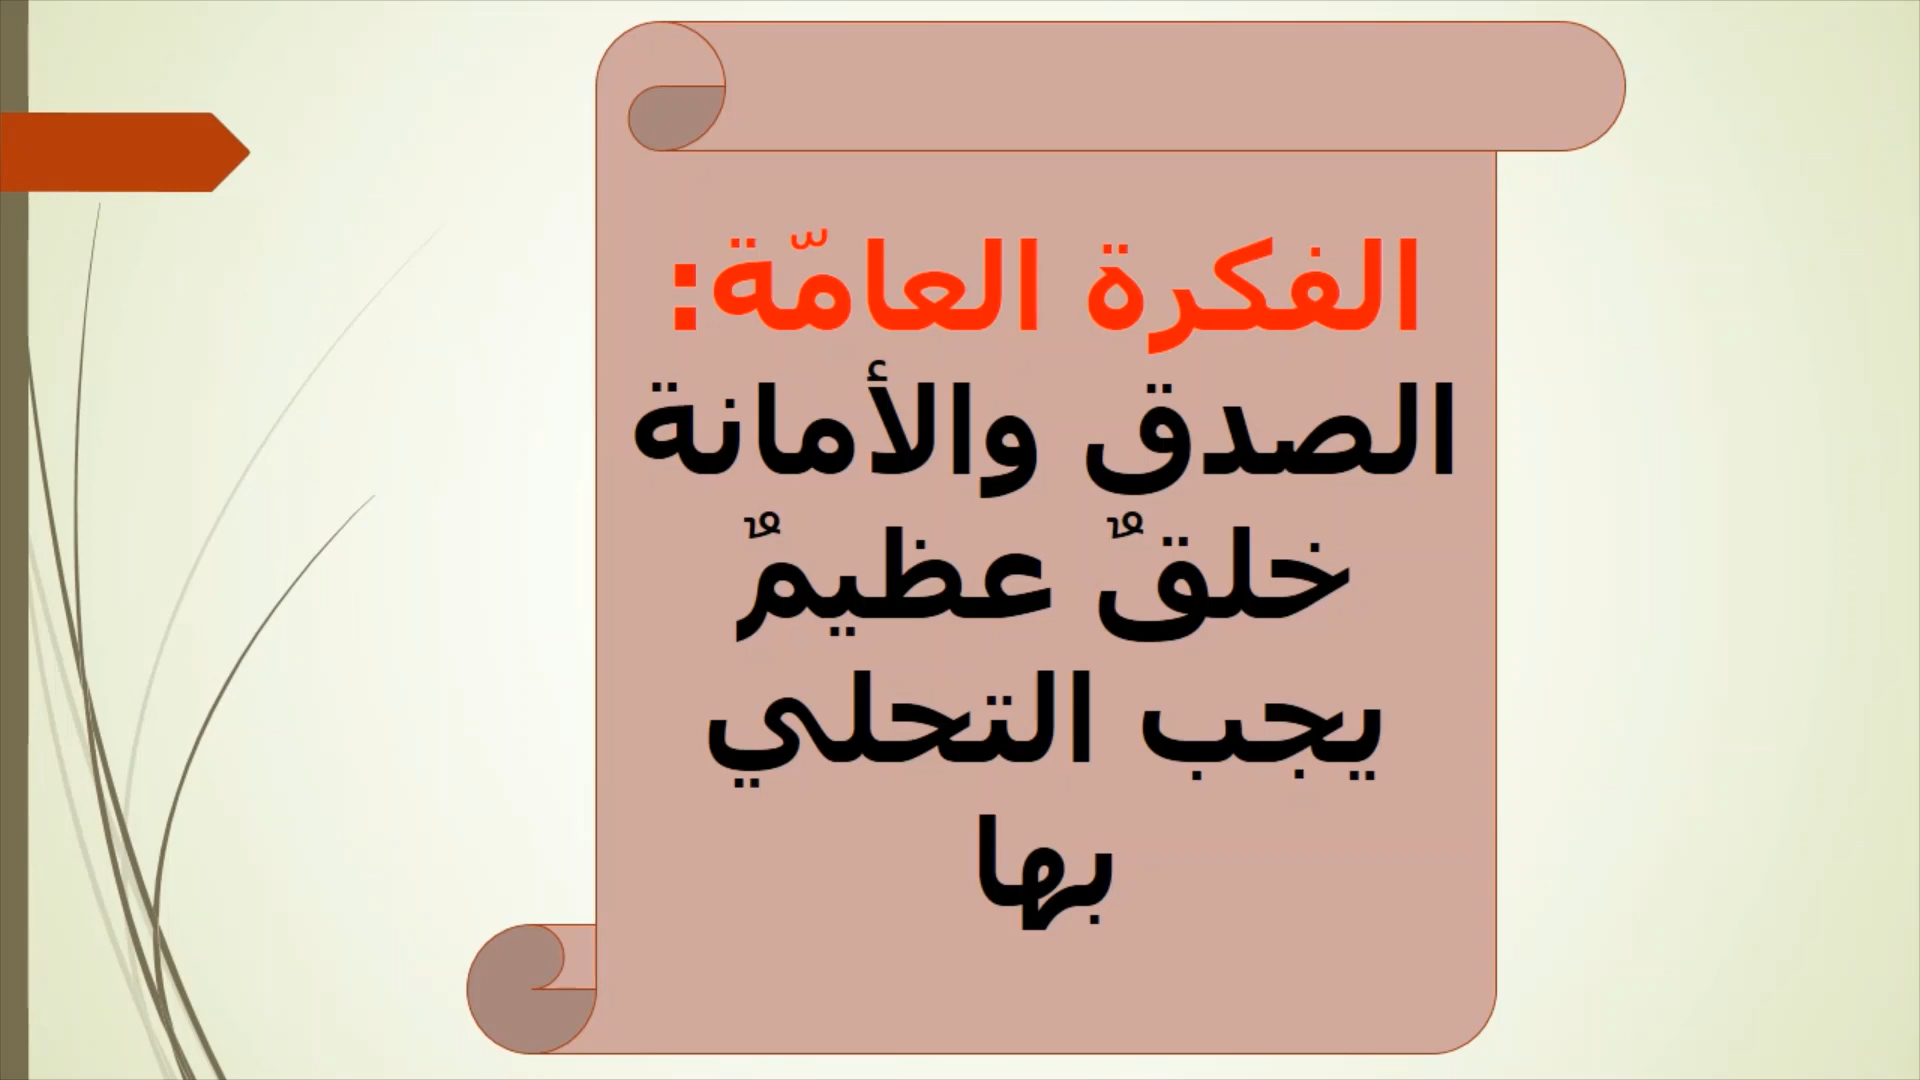 الفكرة العامّة:
الصدق والأمانة
خلقٌ عظيمٌ
يجب التحلي
بها